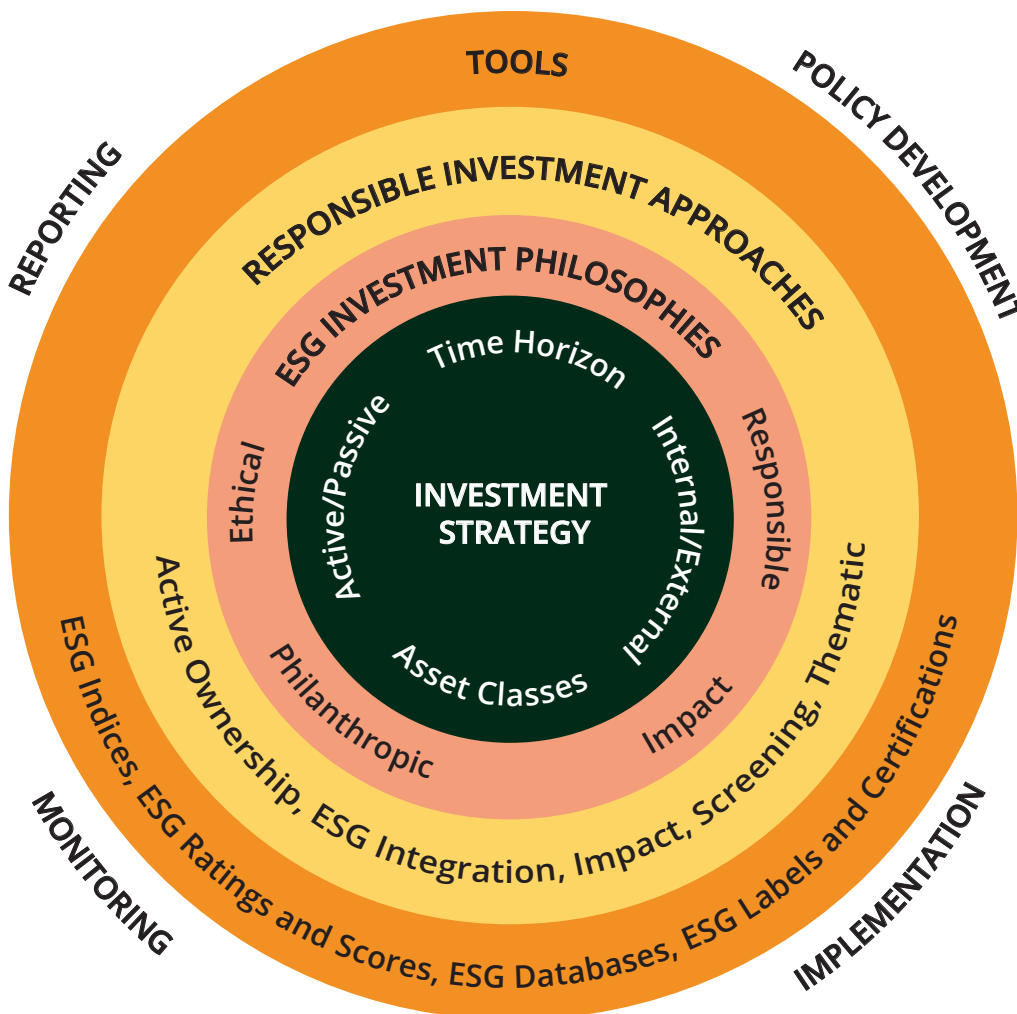 TOOLS
POLICY DEVELOPMENT
REPORTING
RESPONSIBLE INVESTMENT APPROACHES
ESG INVESTMENT PHILOSOPHIES
Time Horizon
Active/Passive
Internal/External
Ethical
Responsible
INVESTMENT
STRATEGY
Asset Classes
Philanthropic
Impact
Active Ownership, ESG Integration, Impact, Screening, Thematic
ESG Indices, ESG Ratings and Scores, ESG Databases, ESG Labels and Certifications
MONITORING
IMPLEMENTATION